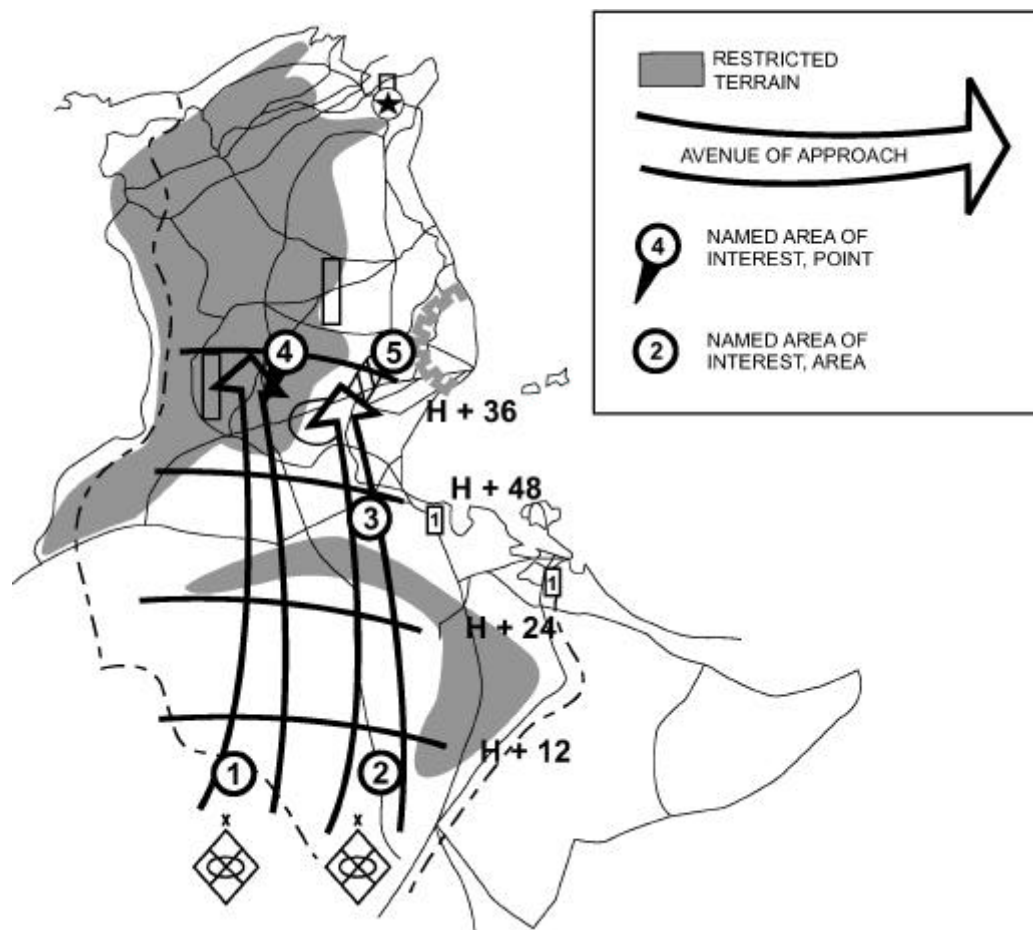 RESTRICTED
TERRAIN
AVENUE OF APPROACH
4
NAMED AREA OF
INTEREST, POINT
2
NAMED AREA OF
INTEREST, AREA
4
5
H + 36
H + 48
1
3
1
H + 24
H + 12
1
2
x
x